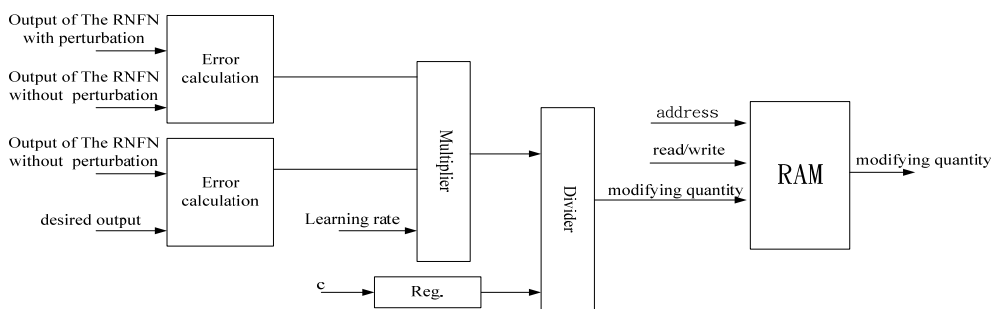 Output of The RNFN
with perturbation
Error
calculation
Output of The RNFN
without perturbation
Output of The RNFN
without perturbation
Error
calculation
desired output
Multiplier
Learning rate
c
Reg.
Divider
address
read/write
modifying quantity
RAM
modifying quantity